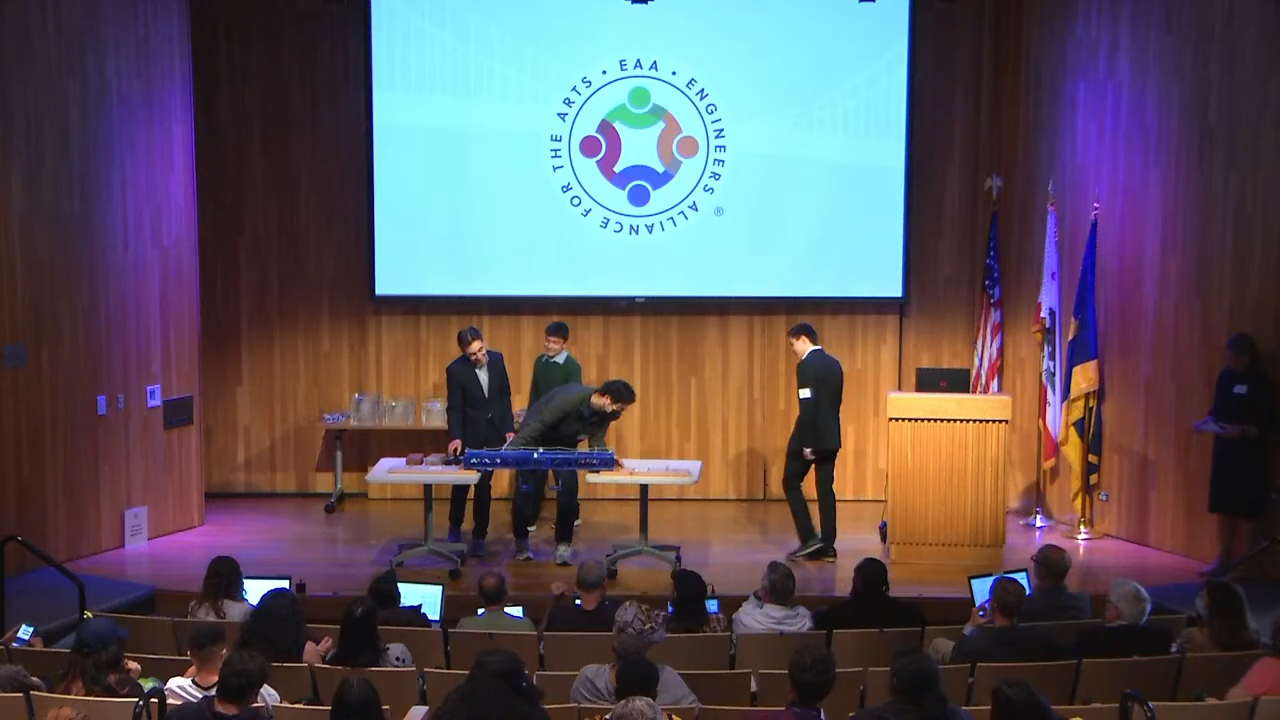 EAA • ENGINEERS ALLIANCE FOR THE ARTS •
®